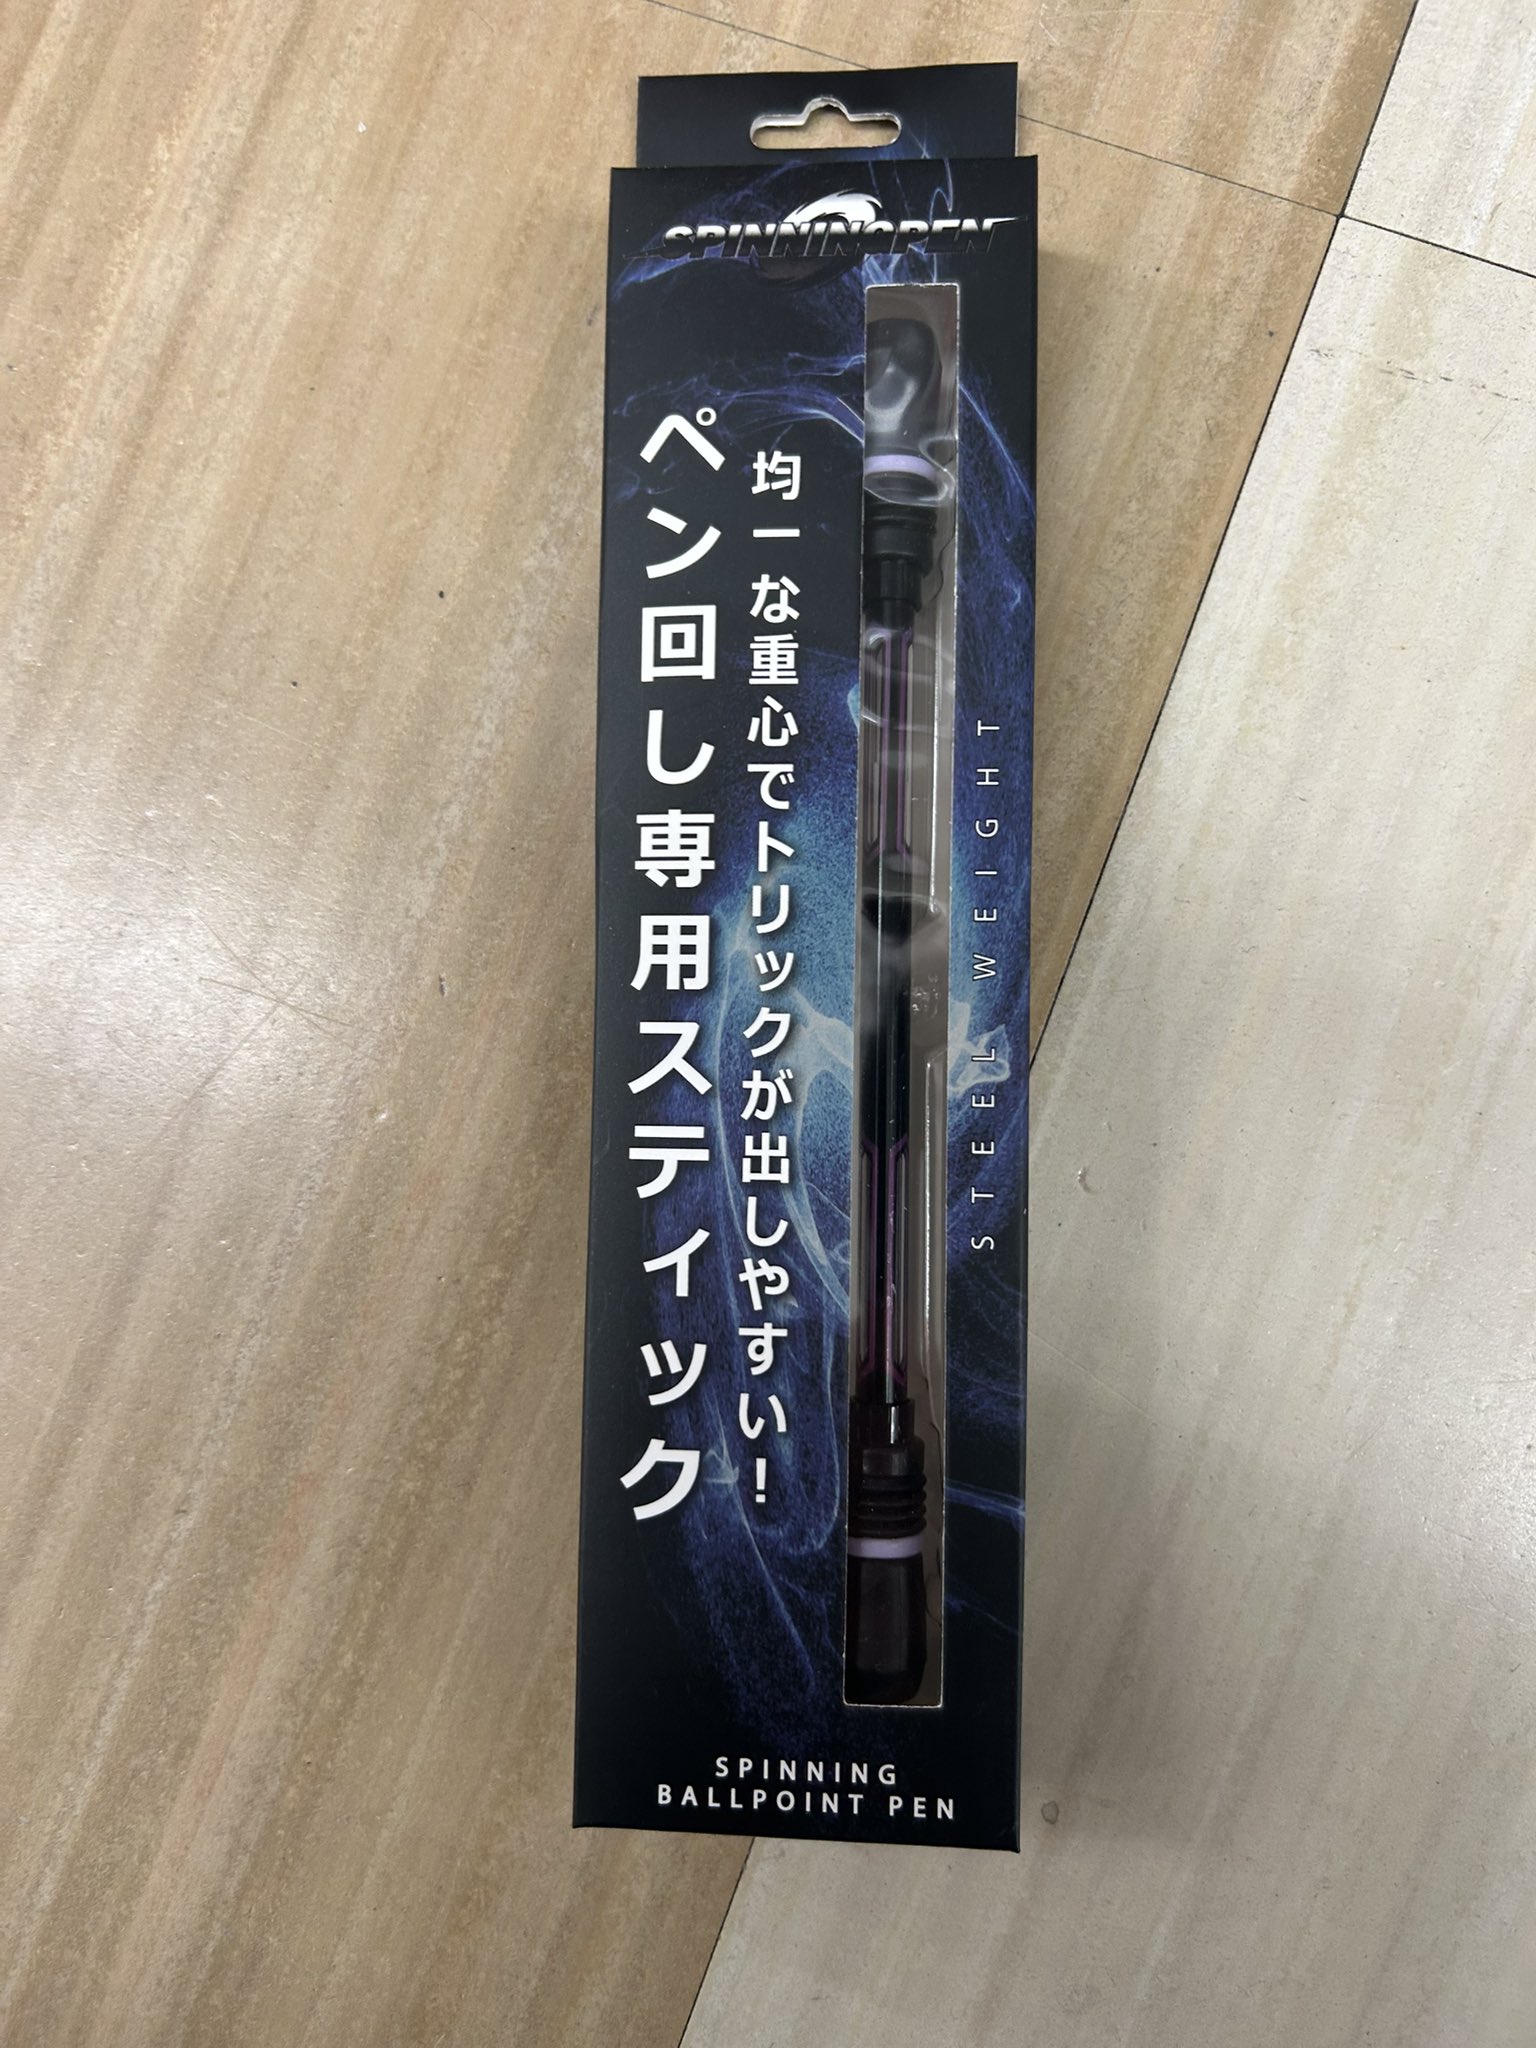 SPINNINGPEN
均一な重心でトリックが出しやすい!
ペン回し専用スティック
STEEL WEIGHT
SPINNING
BALLPOINT PEN